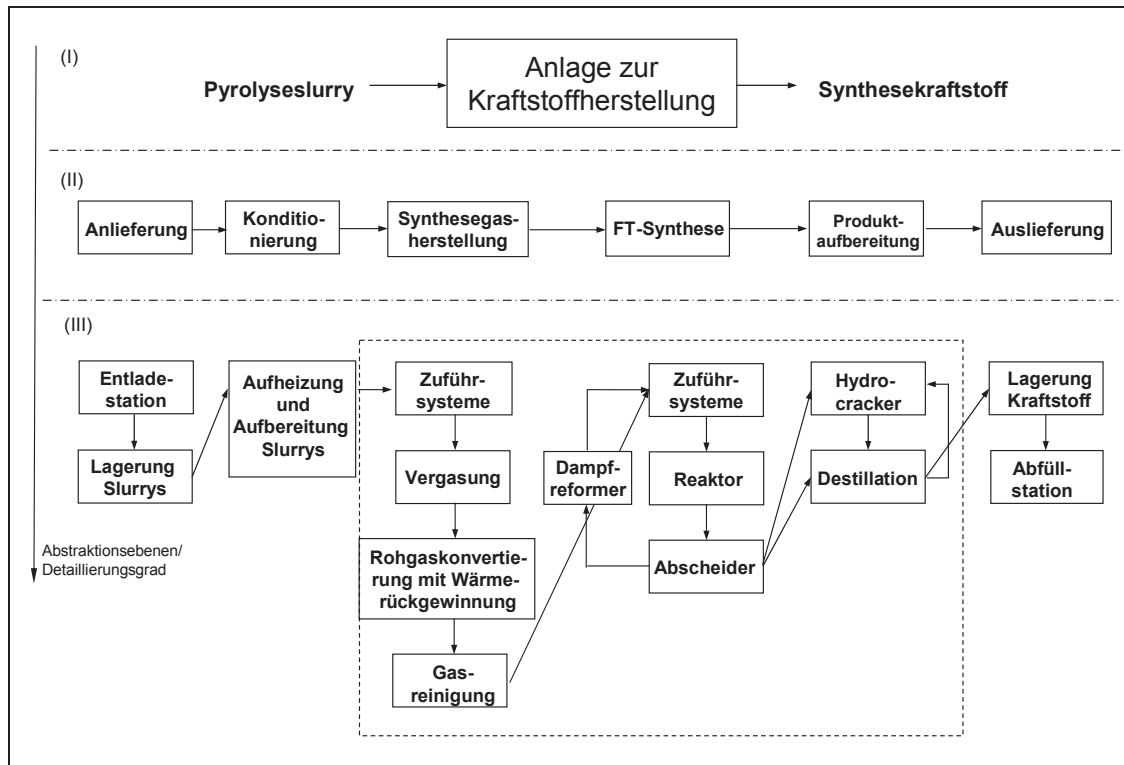 (I)
Pyrolyseslurry
Anlage zur
Kraftstoffherstellung
Synthesekraftstoff
(II)
Anlieferung
Konditio-
nierung
Synthesegas-
herstellung
FT-Synthese
Produkt-
aufbereitung
Auslieferung
(III)
Entlade-
station
Lagerung
Slurrys
Aufheizung
und
Aufbereitung
Slurrys
Zuführ-
systeme
Vergasung
Rohgaskonvertie-
rung mit Wärme-
rückgewinnung
Gas-
reinigung
Dampf-
reformer
Zuführ-
systeme
Reaktor
Abscheider
Hydro-
cracker
Destillation
Lagerung
Kraftstoff
Abfüll-
station
Abstraktionsebenen/
Detaillierungsgrad